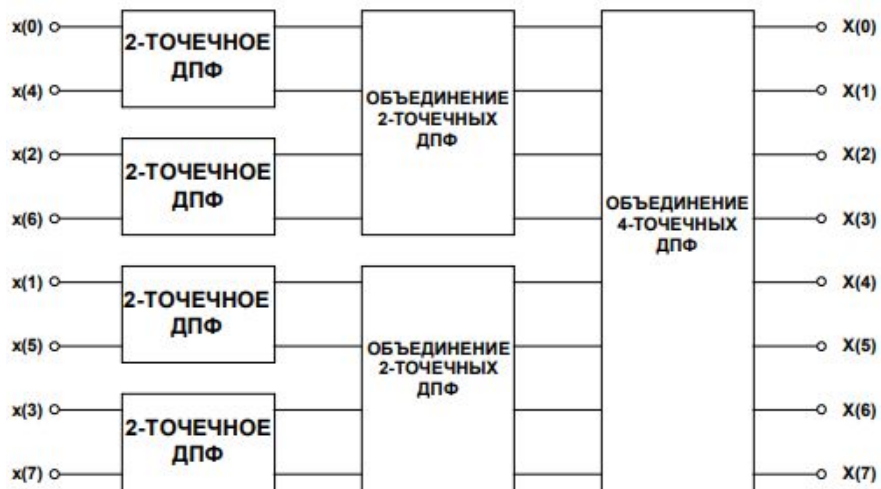 x(0)
x(4)
x(2)
x(6)
x(1)
x(5)
x(3)
x(7)
2-ТОЧЕЧНОЕ
ДПФ
2-ТОЧЕЧНОЕ
ДПФ
2-ТОЧЕЧНОЕ
ДПФ
2-ТОЧЕЧНОЕ
ДПФ
ОБЪЕДИНЕНИЕ
2-ТОЧЕЧНЫХ
ДПФ
ОБЪЕДИНЕНИЕ
2-ТОЧЕЧНЫХ
ДПФ
ОБЪЕДИНЕНИЕ
4-ТОЧЕЧНЫХ
ДПФ
X(0)
X(1)
X(2)
X(3)
X(4)
X(5)
X(6)
X(7)